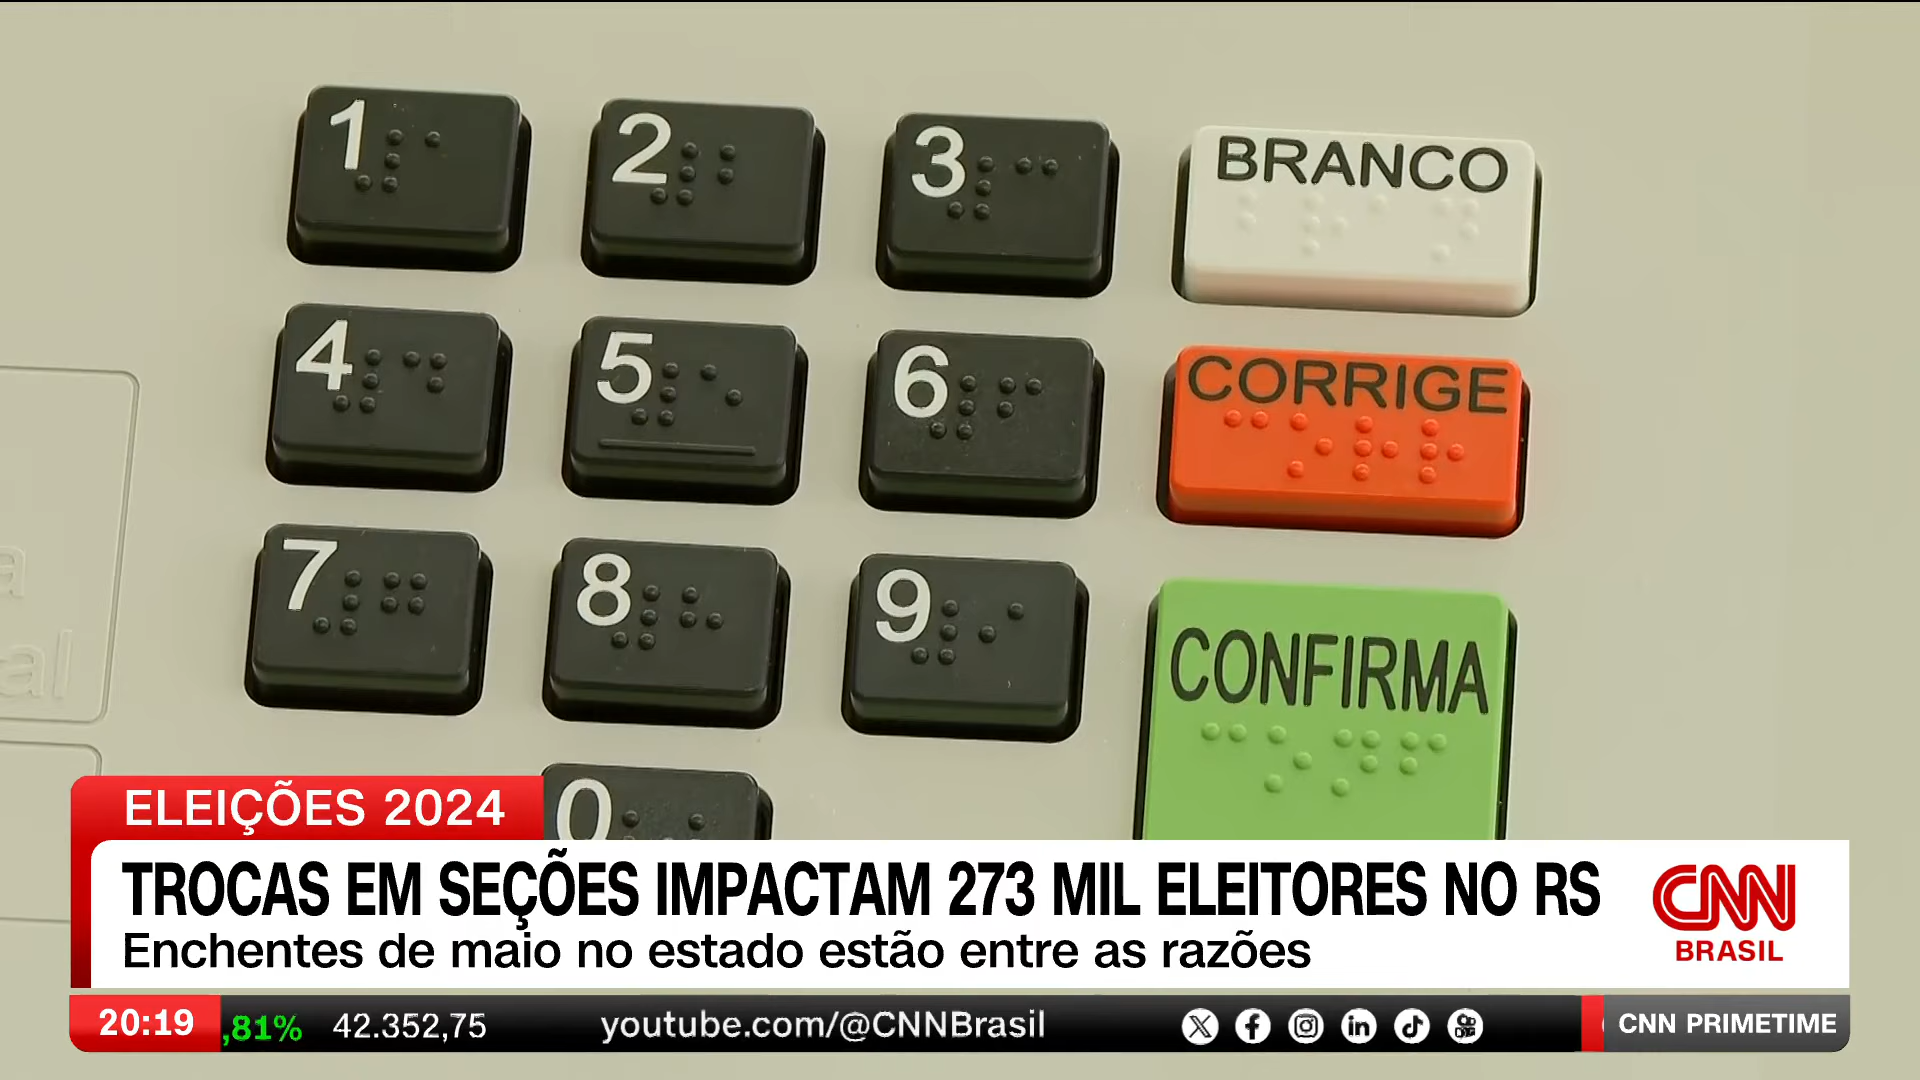 1 2 3 BRANCO
4 5 6 CORRIGE
7 8 9 CONFIRMA
0
a
al
ELEIÇÕES 2024
TROCAS EM SEÇÕES IMPACTAM 273 MIL ELEITORES NO RS
Enchentes de maio no estado estão entre as razões
CNN
BRASIL
20:19 ,81% 42.352,75 youtube.com/@CNNBrasil CNN PRIMETIME